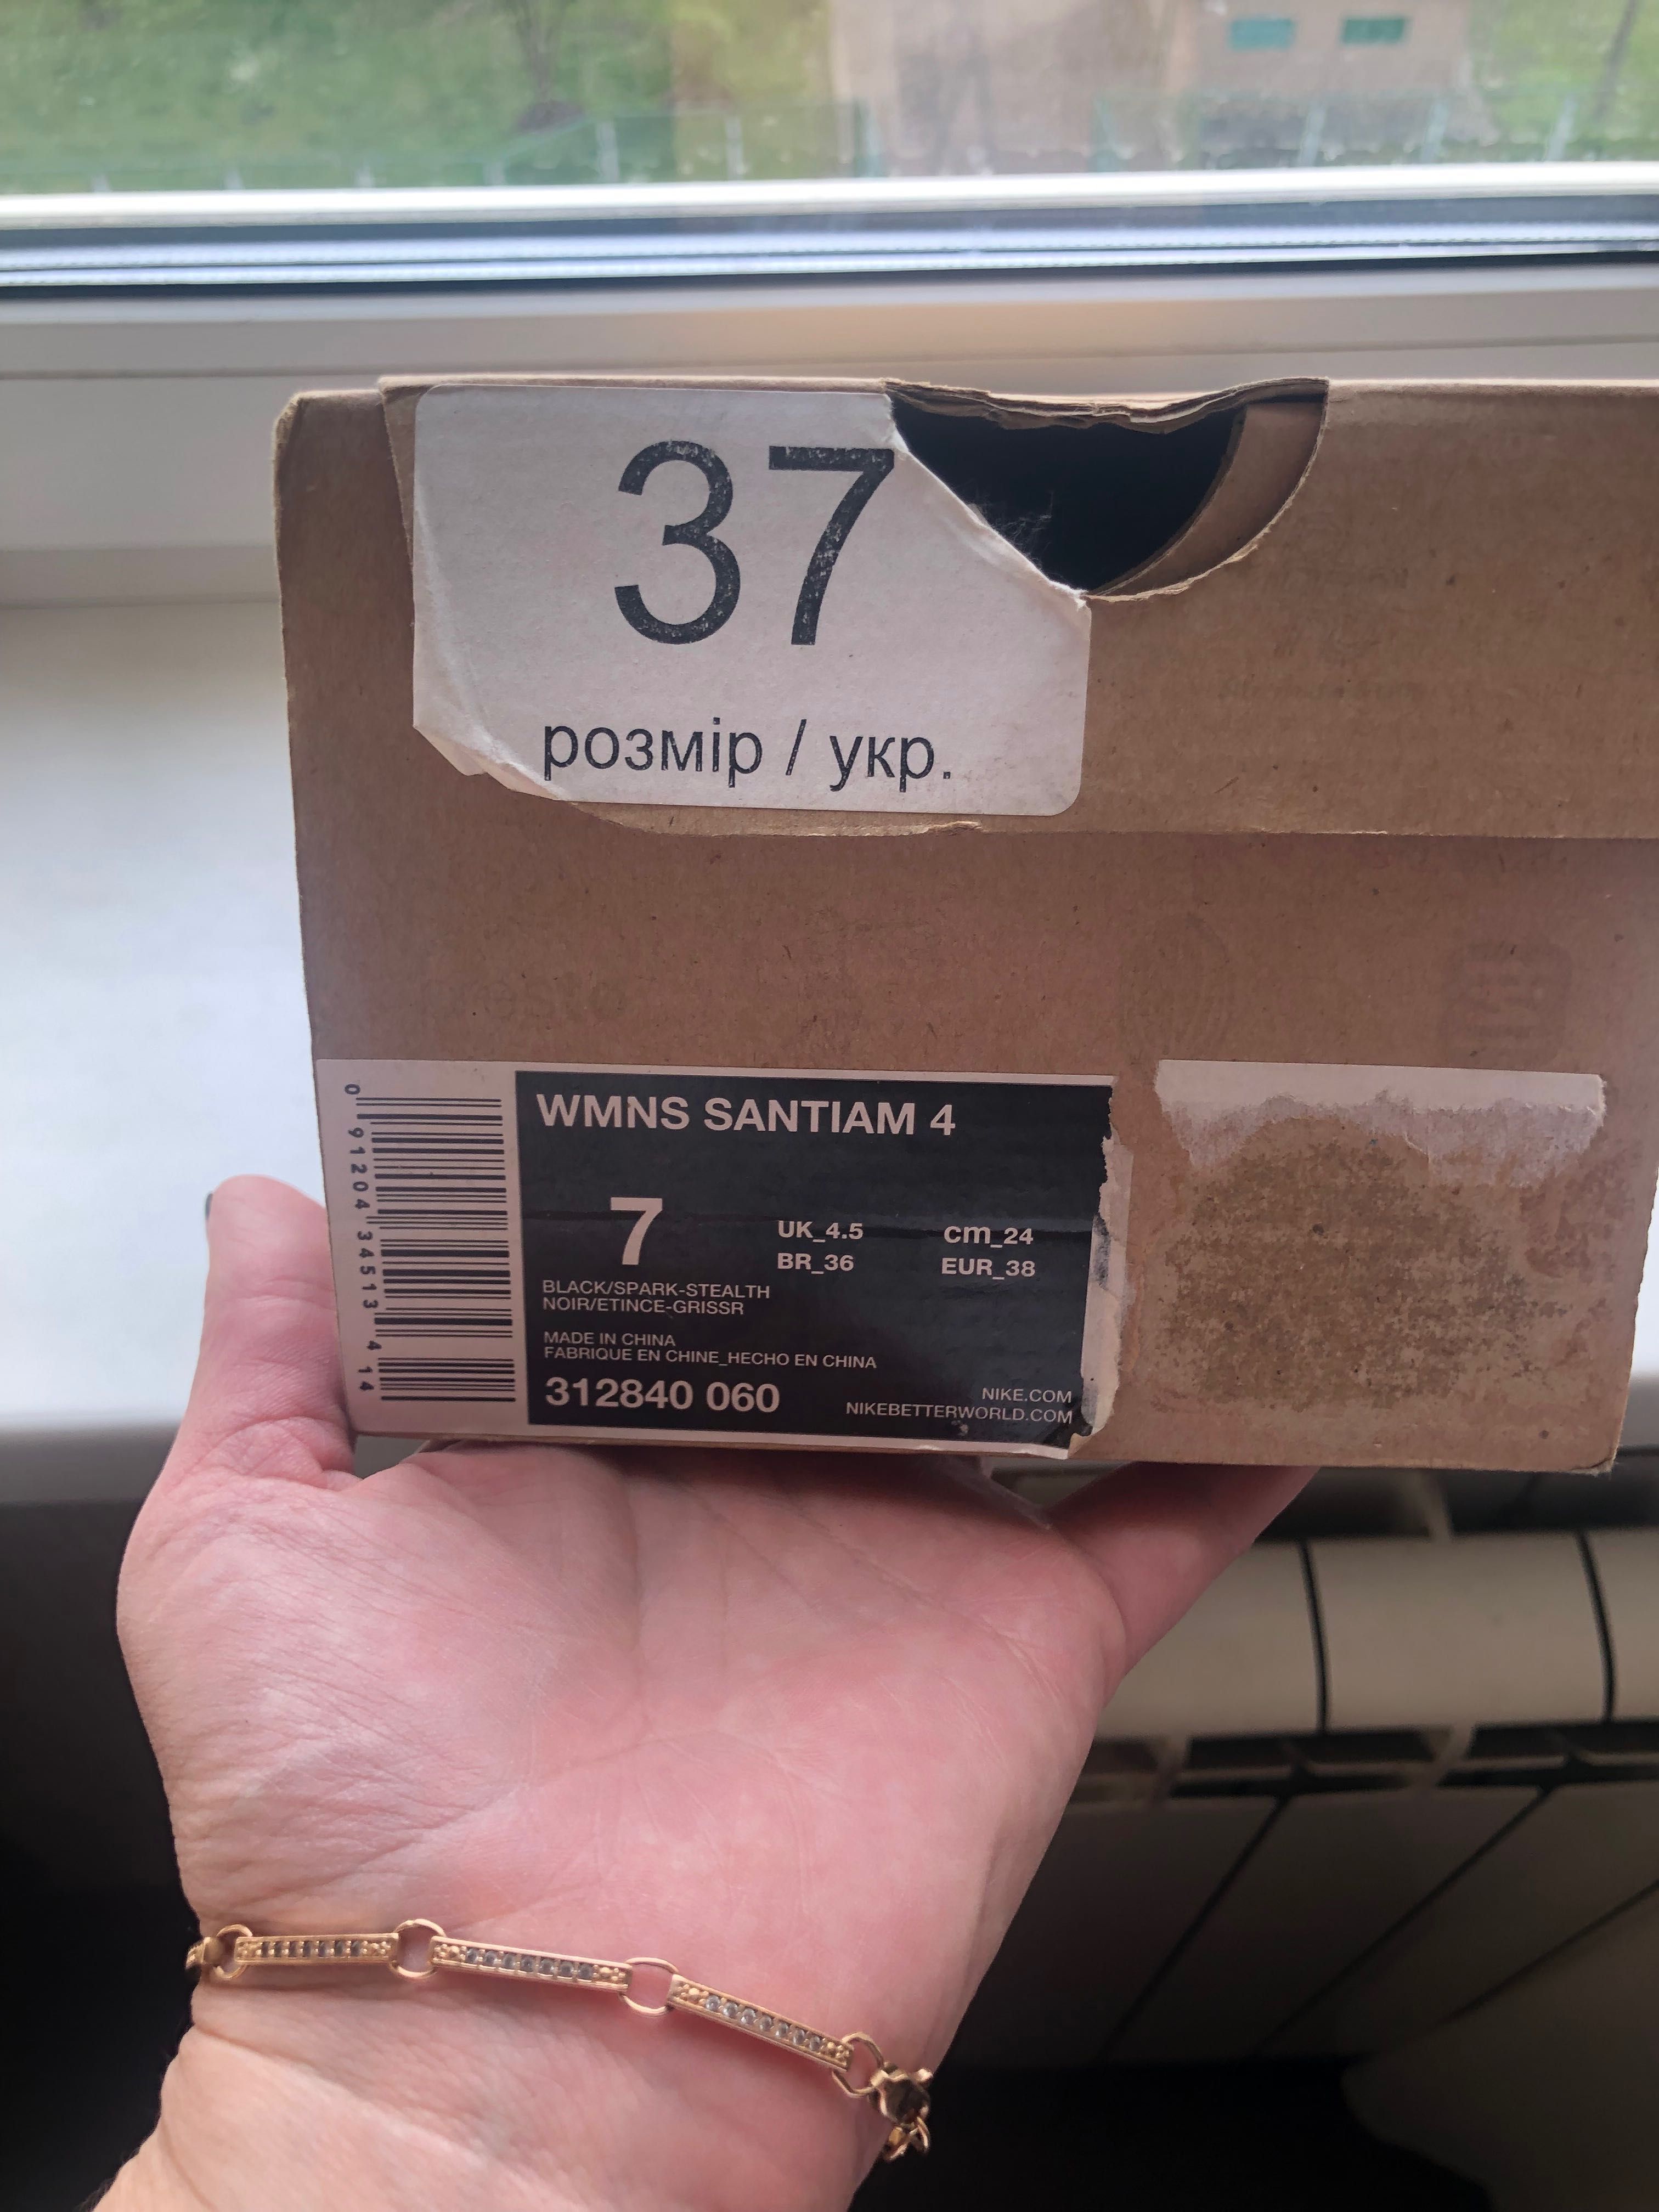 37
розмір / укр.
WMNS SANTIAM 4
7
UK_4.5 cm_24
BR_36 EUR_38
BLACK/SPARK-STEALTH
NOIR/ETINCE-GRISSR
MADE IN CHINA
FABRIQUE EN CHINE_HECHO EN CHINA
312840 060
NIKE.COM
NIKEBETTERWORLD.COM
0 91204 34513 4 14